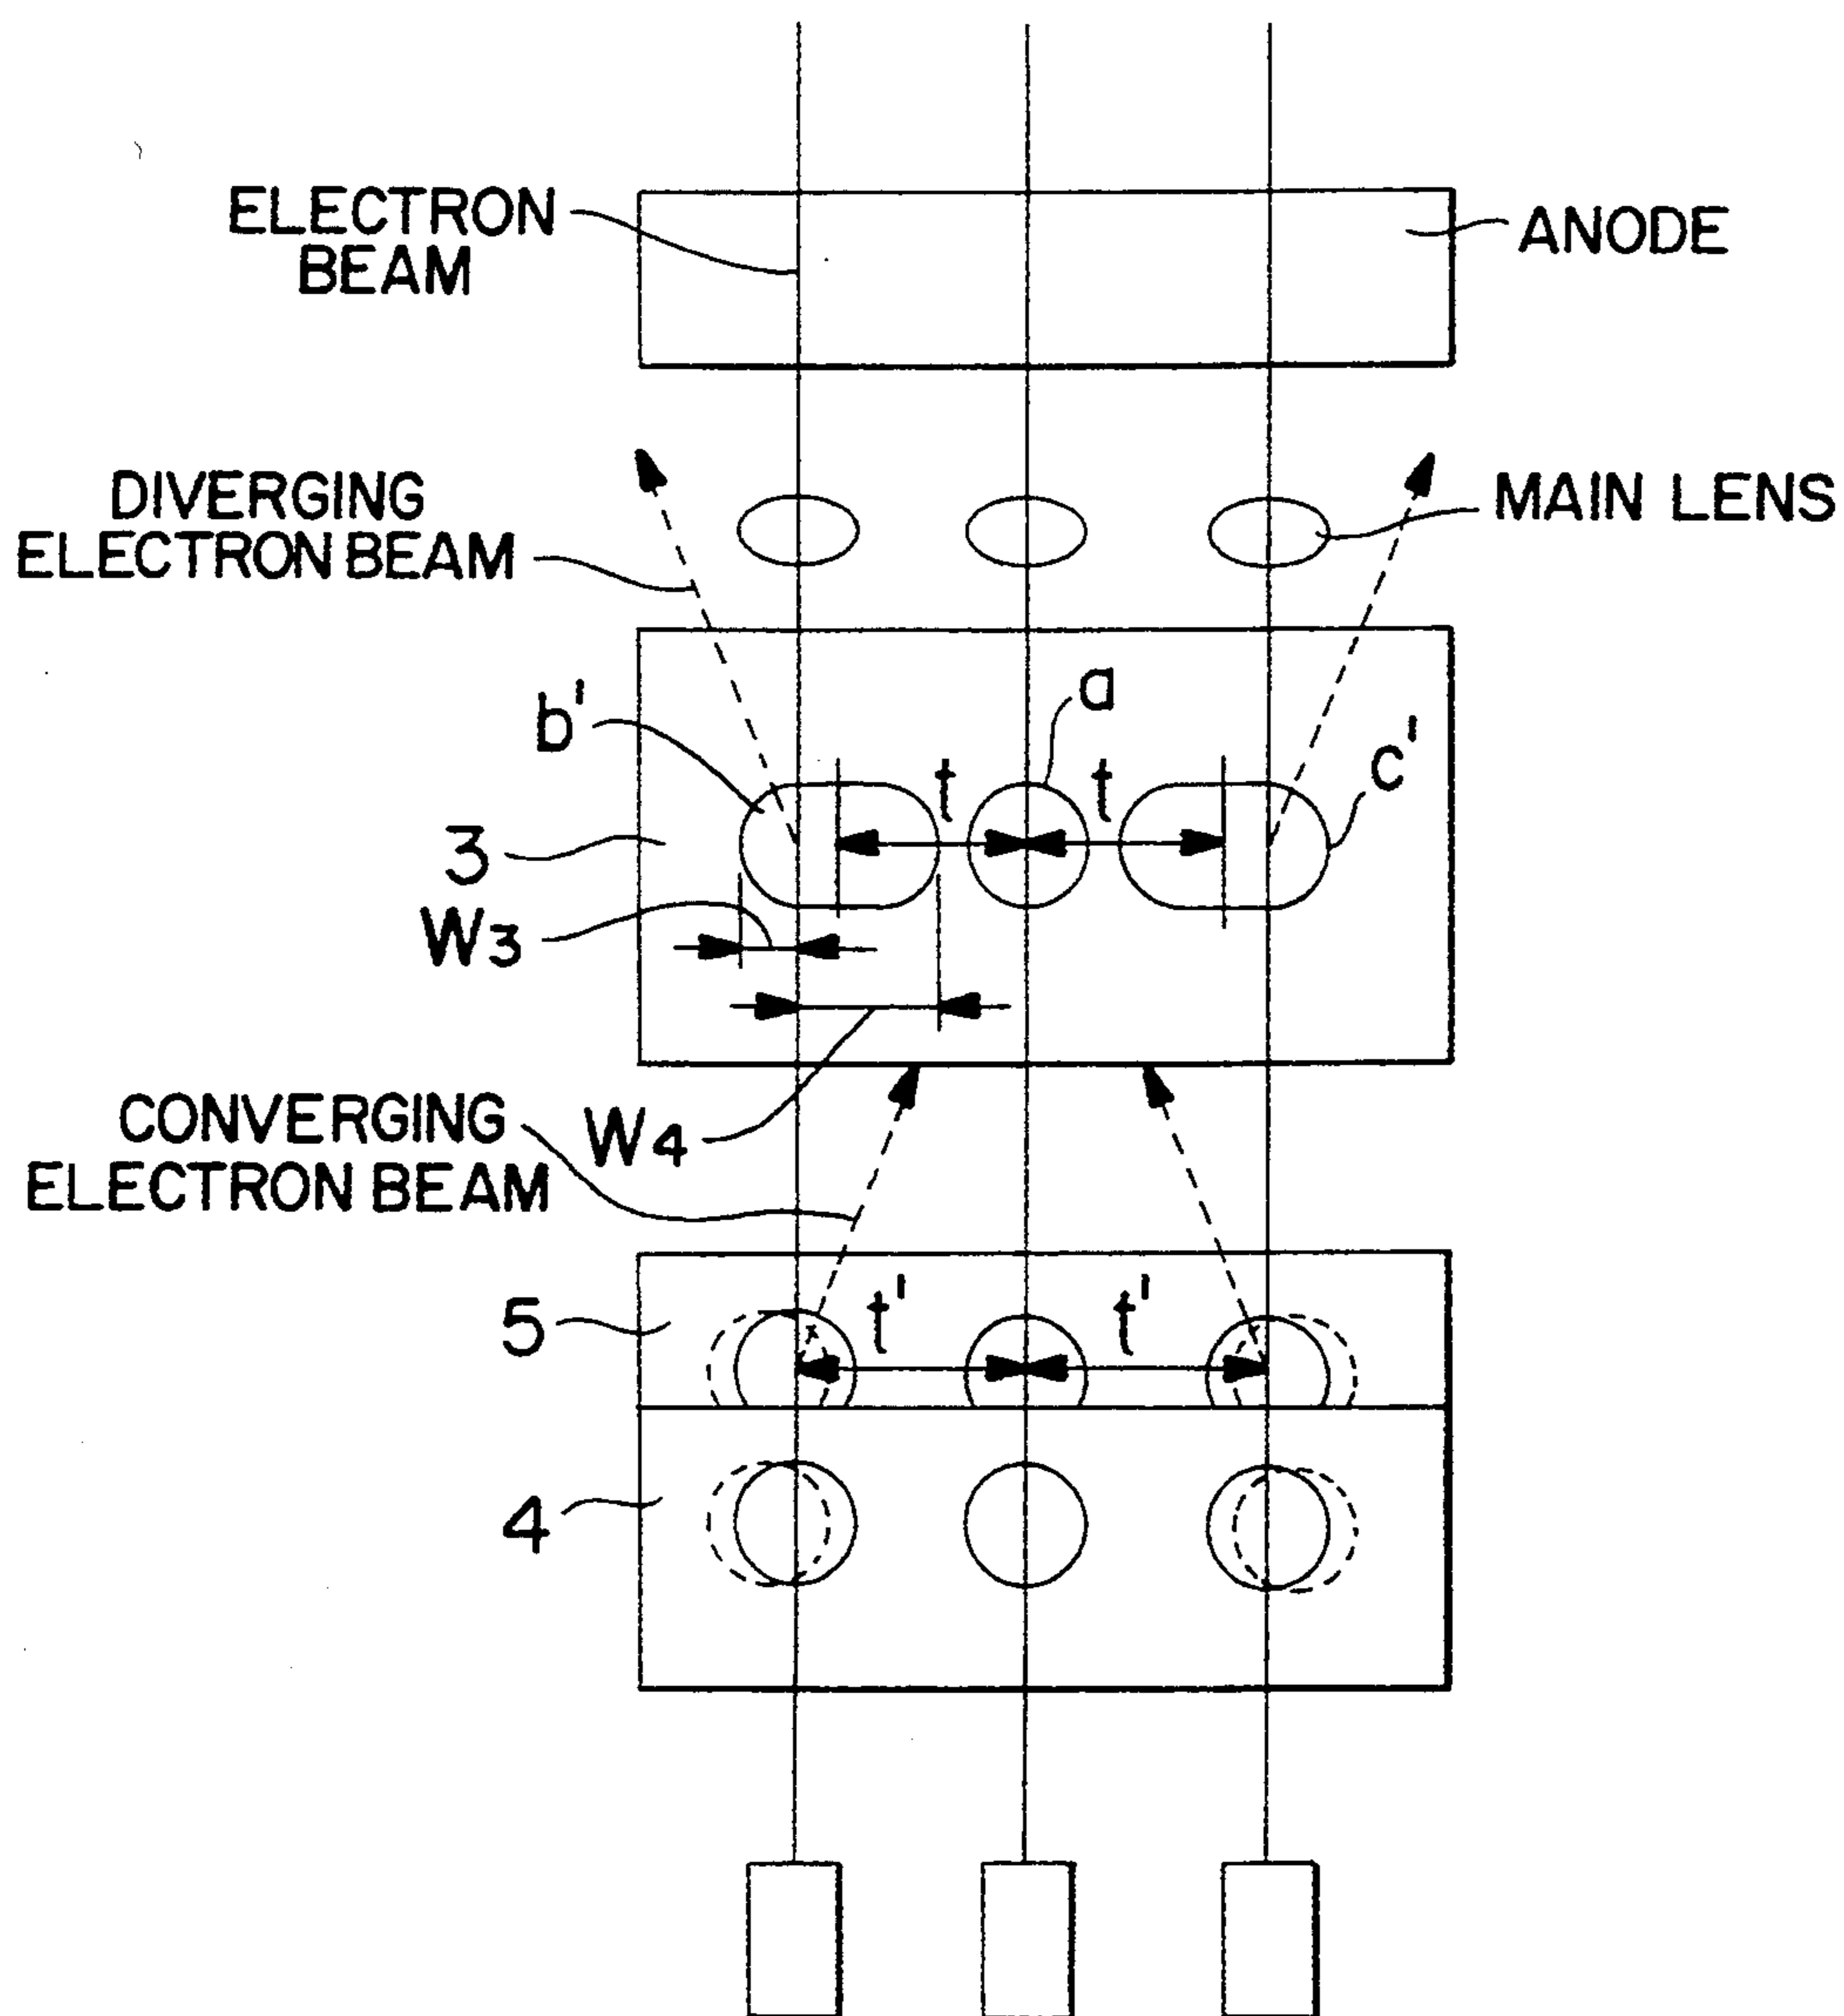 ELECTRON
BEAM
ANODE
DIVERGING
ELECTRON BEAM
MAIN LENS
b'
a
t
t
c'
3
W3
CONVERGING
ELECTRON BEAM
W4
5
t'
t'
4